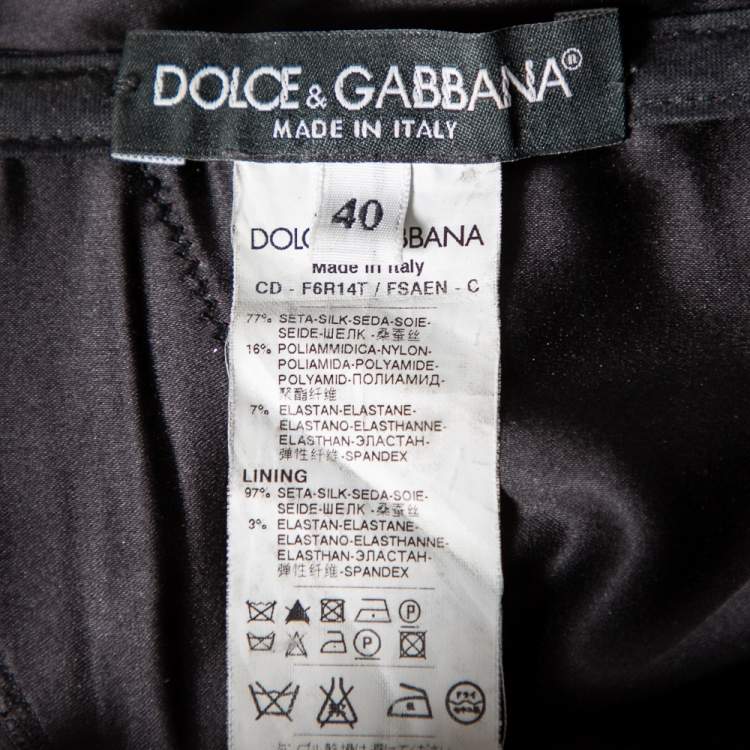 DOLCE & GABBANA
MADE IN ITALY
40
Made in Italy
CD - F6R14T / FSAEN - C
77% SETA-SILK-SEDA-SOIE-
SEIDE-ШЕЛК -桑蚕丝
16% POLIAMMIDICA-NYLON-
POLIAMIDA-POLYAMIDE-
POLYAMID-ПОЛИАМИД-
聚酯纤维
7% ELASTAN-ELASTANE-
ELASTANO-ELASTHANNE-
ELASTHAN-ЭЛАСТАН-
弹性纤维-SPANDEX
LINING
97% SETA-SILK-SEDA-SOIE-
SEIDE-ШЕЛК -桑蚕丝
3% ELASTAN-ELASTANE-
ELASTANO-ELASTHANNE-
ELASTHAN-ЭЛАСТАН-
弹性纤维-SPANDEX
P
P
ドライ